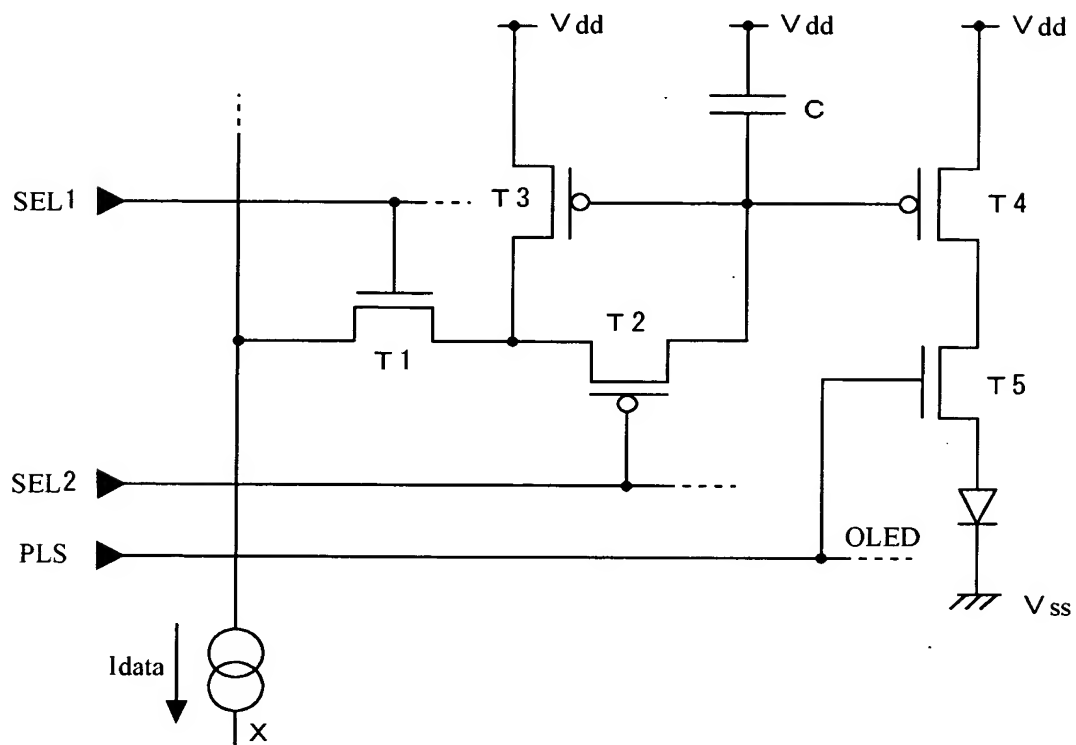 Vdd
Vdd
Vdd
C
SEL1
T3
T4
T2
T1
T5
SEL2
PLS
OLED
Vss
Idata
X